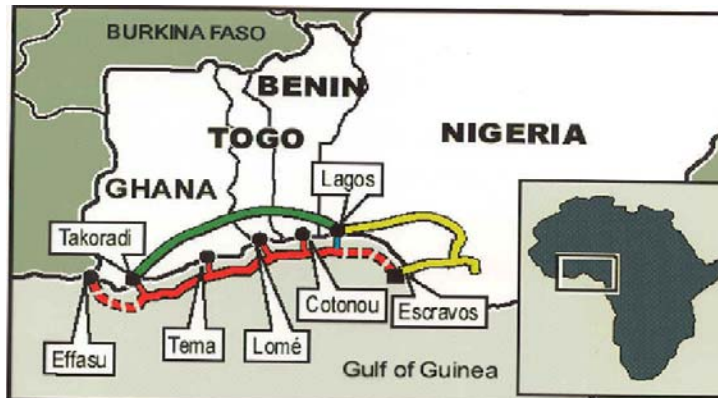 BURKINA FASO
BENIN
TOGO
NIGERIA
GHANA
Lagos
Takoradi
Cotonou
Escravos
Effasu
Tema
Lomé
Gulf of Guinea